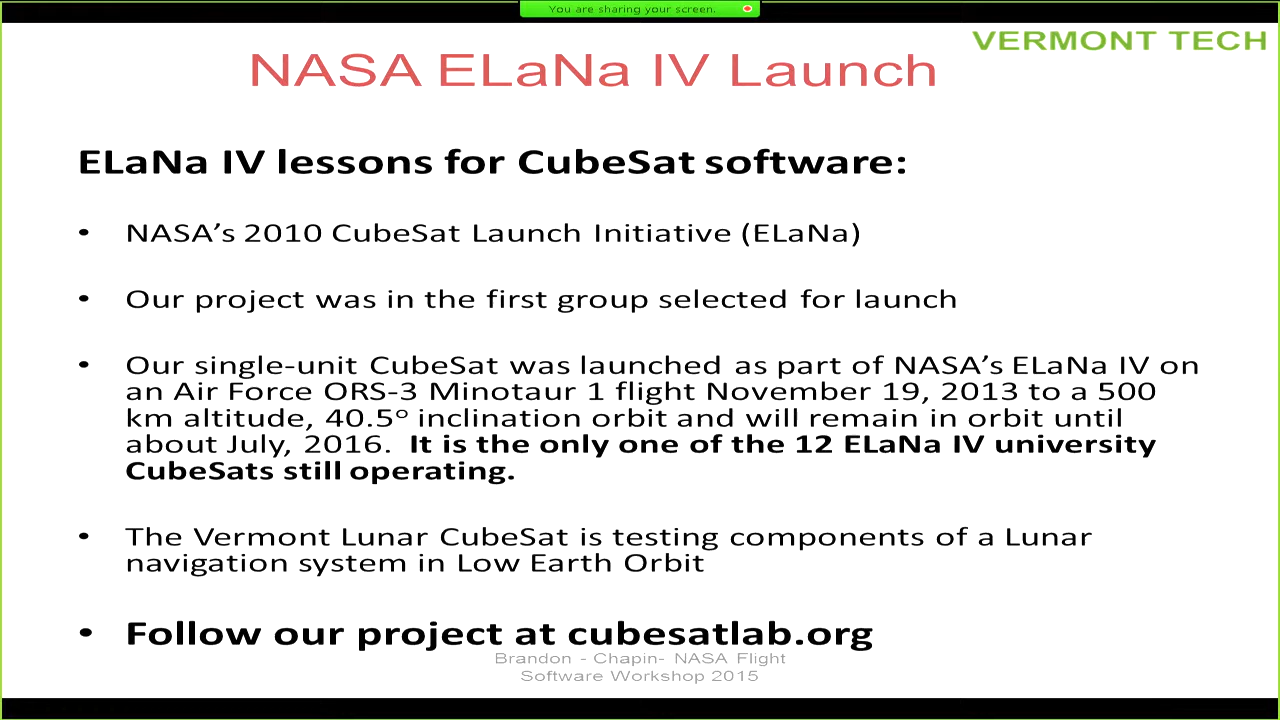 You are sharing your screen.
VERMONT TECH
NASA ELaNa IV Launch
ELaNa IV lessons for CubeSat software:
• NASA’s 2010 CubeSat Launch Initiative (ELaNa)
• Our project was in the first group selected for launch
• Our single-unit CubeSat was launched as part of NASA’s ELaNa IV on
an Air Force ORS-3 Minotaur 1 flight November 19, 2013 to a 500
km altitude, 40.5º inclination orbit and will remain in orbit until
about July, 2016. It is the only one of the 12 ELaNa IV university
CubeSats still operating.
• The Vermont Lunar CubeSat is testing components of a Lunar
navigation system in Low Earth Orbit
• Follow our project at cubesatlab.org
Brandon - Chapin- NASA Flight
Software Workshop 2015